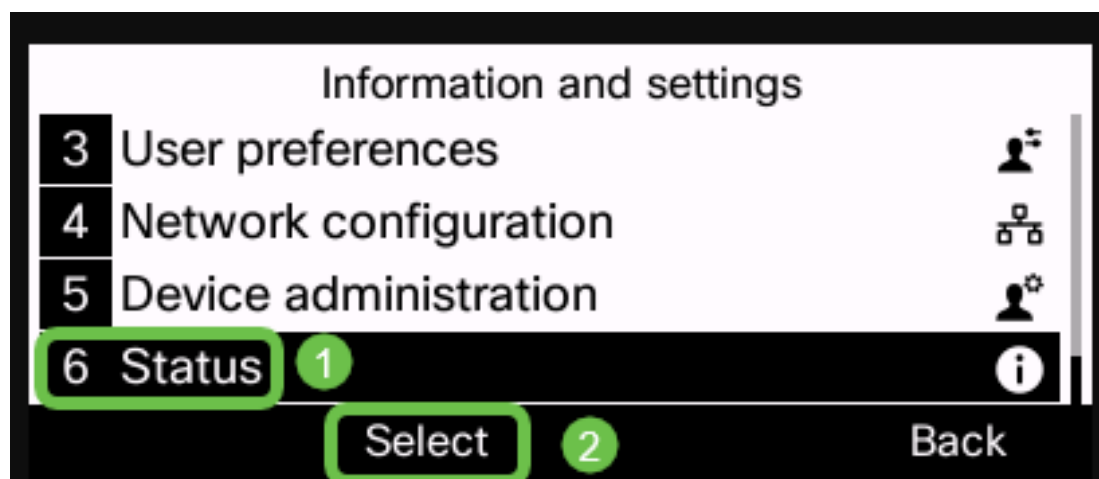 Information and settings
3 User preferences
4 Network configuration
5 Device administration
6 Status 1
Select 2 Back